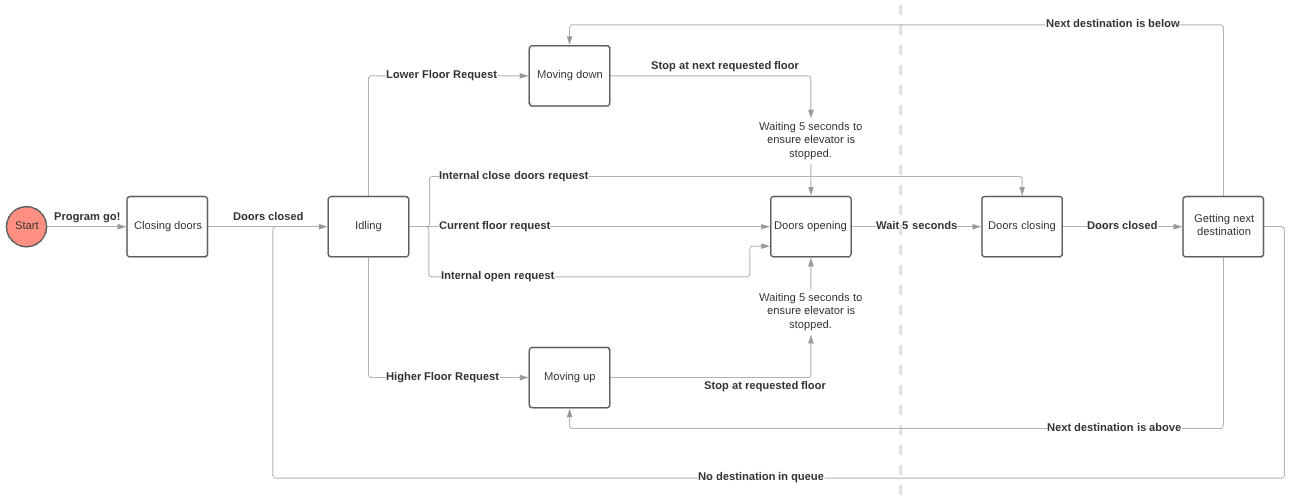 Next destination is below
Lower Floor Request
Moving down
Stop at next requested floor
Waiting 5 seconds to
ensure elevator is
stopped.
Internal close doors request
Start
Program go!
Closing doors
Doors closed
Idling
Current floor request
Doors opening
Wait 5 seconds
Doors closing
Doors closed
Getting next
destination
Internal open request
Waiting 5 seconds to
ensure elevator is
stopped.
Higher Floor Request
Moving up
Stop at requested floor
Next destination is above
No destination in queue